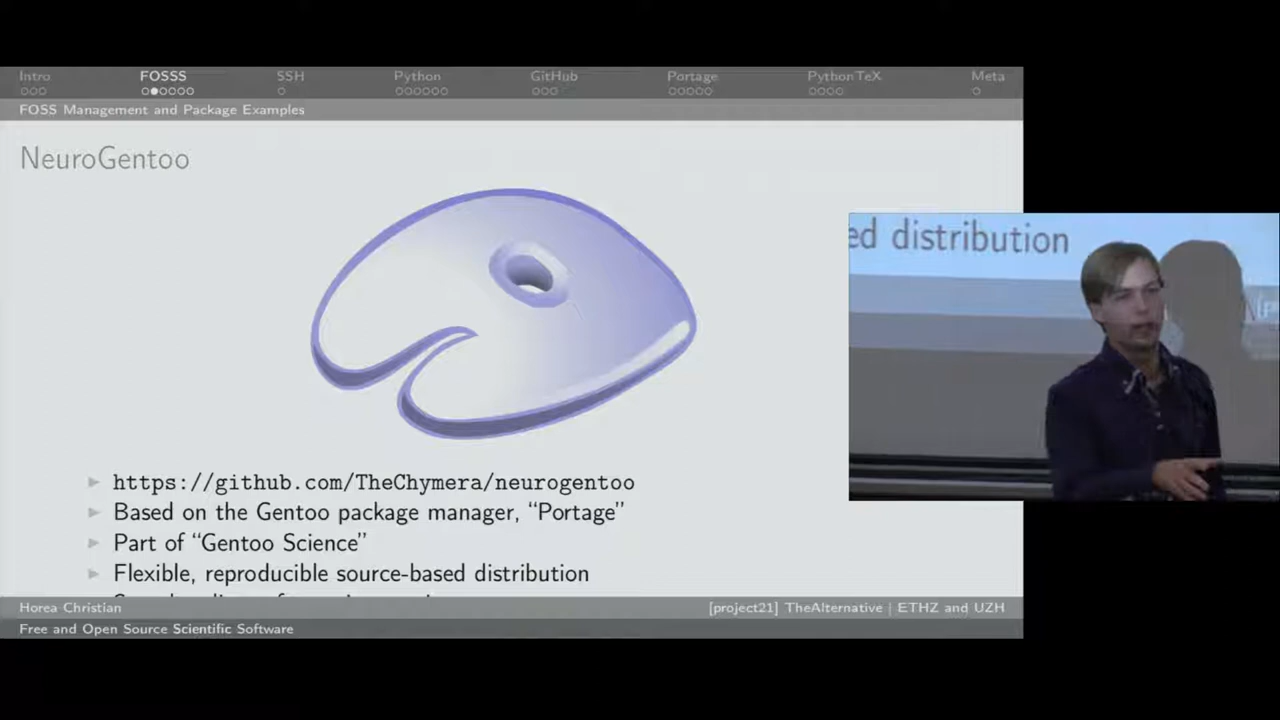 Intro FOSSS SSH Python GitHub Portage PythonTeX Meta
FOSS Management and Package Examples
NeuroGentoo
https://github.com/TheChymera/neurogentoo
Based on the Gentoo package manager, “Portage”
Part of “Gentoo Science”
Flexible, reproducible source-based distribution
Horea Christian [project21] TheAlternative | ETHZ and UZH
Free and Open Source Scientific Software
ed distribution